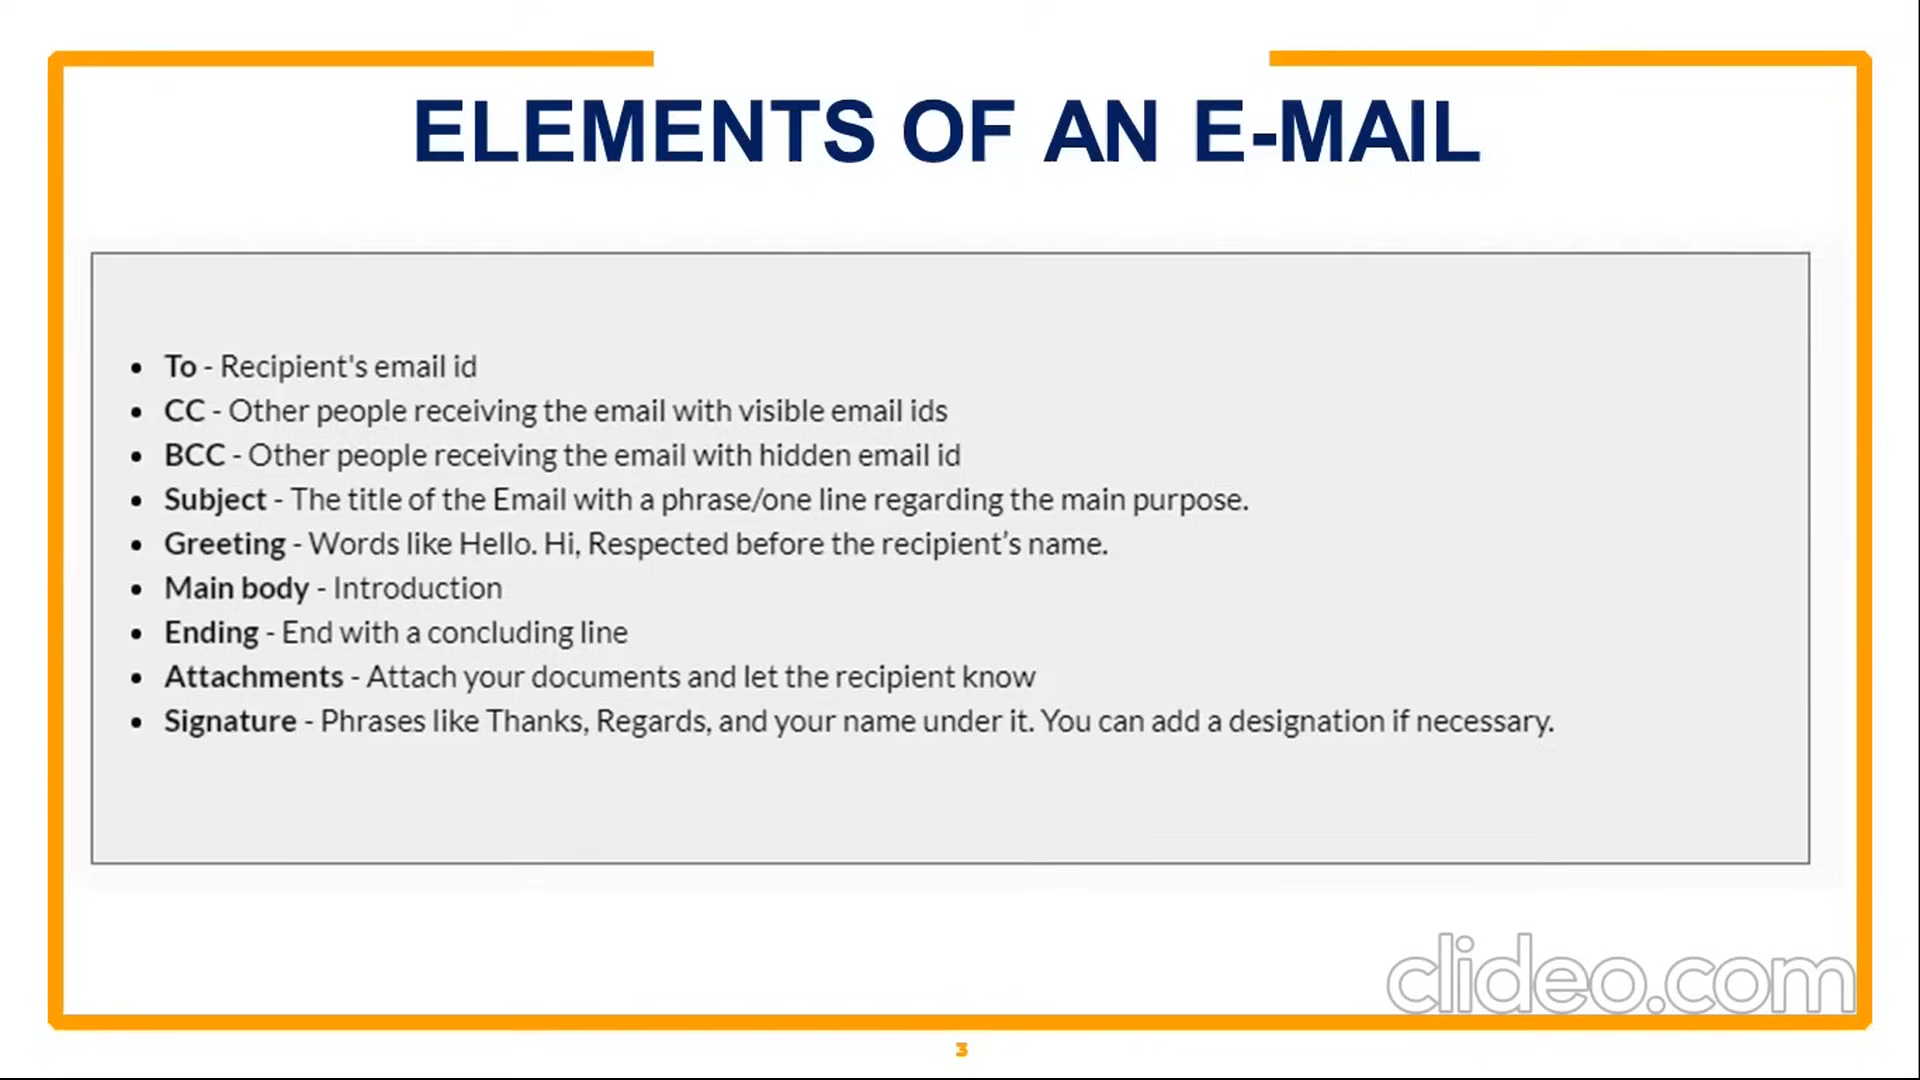 ELEMENTS OF AN E-MAIL
• To - Recipient's email id
• CC - Other people receiving the email with visible email ids
• BCC - Other people receiving the email with hidden email id
• Subject - The title of the Email with a phrase/one line regarding the main purpose.
• Greeting - Words like Hello. Hi, Respected before the recipient’s name.
• Main body - Introduction
• Ending - End with a concluding line
• Attachments - Attach your documents and let the recipient know
• Signature - Phrases like Thanks, Regards, and your name under it. You can add a designation if necessary.
clideo.com
3